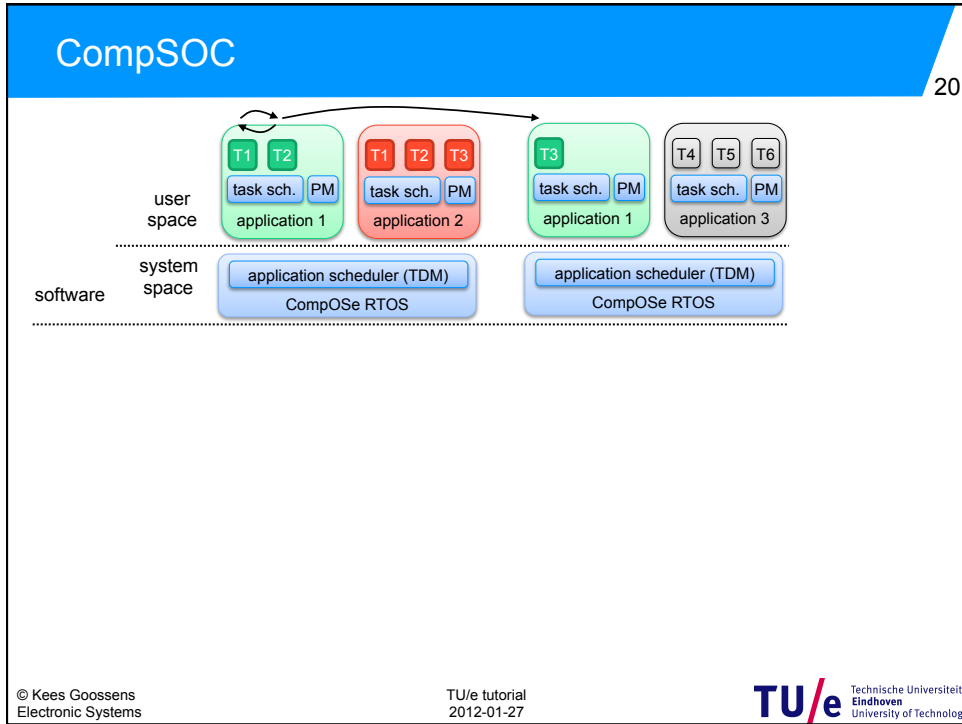 CompSOC
20
T1 T2
T1 T2 T3
T3
T4 T5 T6
task sch. PM
task sch. PM
task sch. PM
task sch. PM
user
space
application 1
application 2
application 1
application 3
system
space
software
application scheduler (TDM)
CompOSe RTOS
application scheduler (TDM)
CompOSe RTOS
© Kees Goossens
Electronic Systems
TU/e tutorial
2012-01-27
TU/e
Technische Universiteit
Eindhoven
University of Technolog